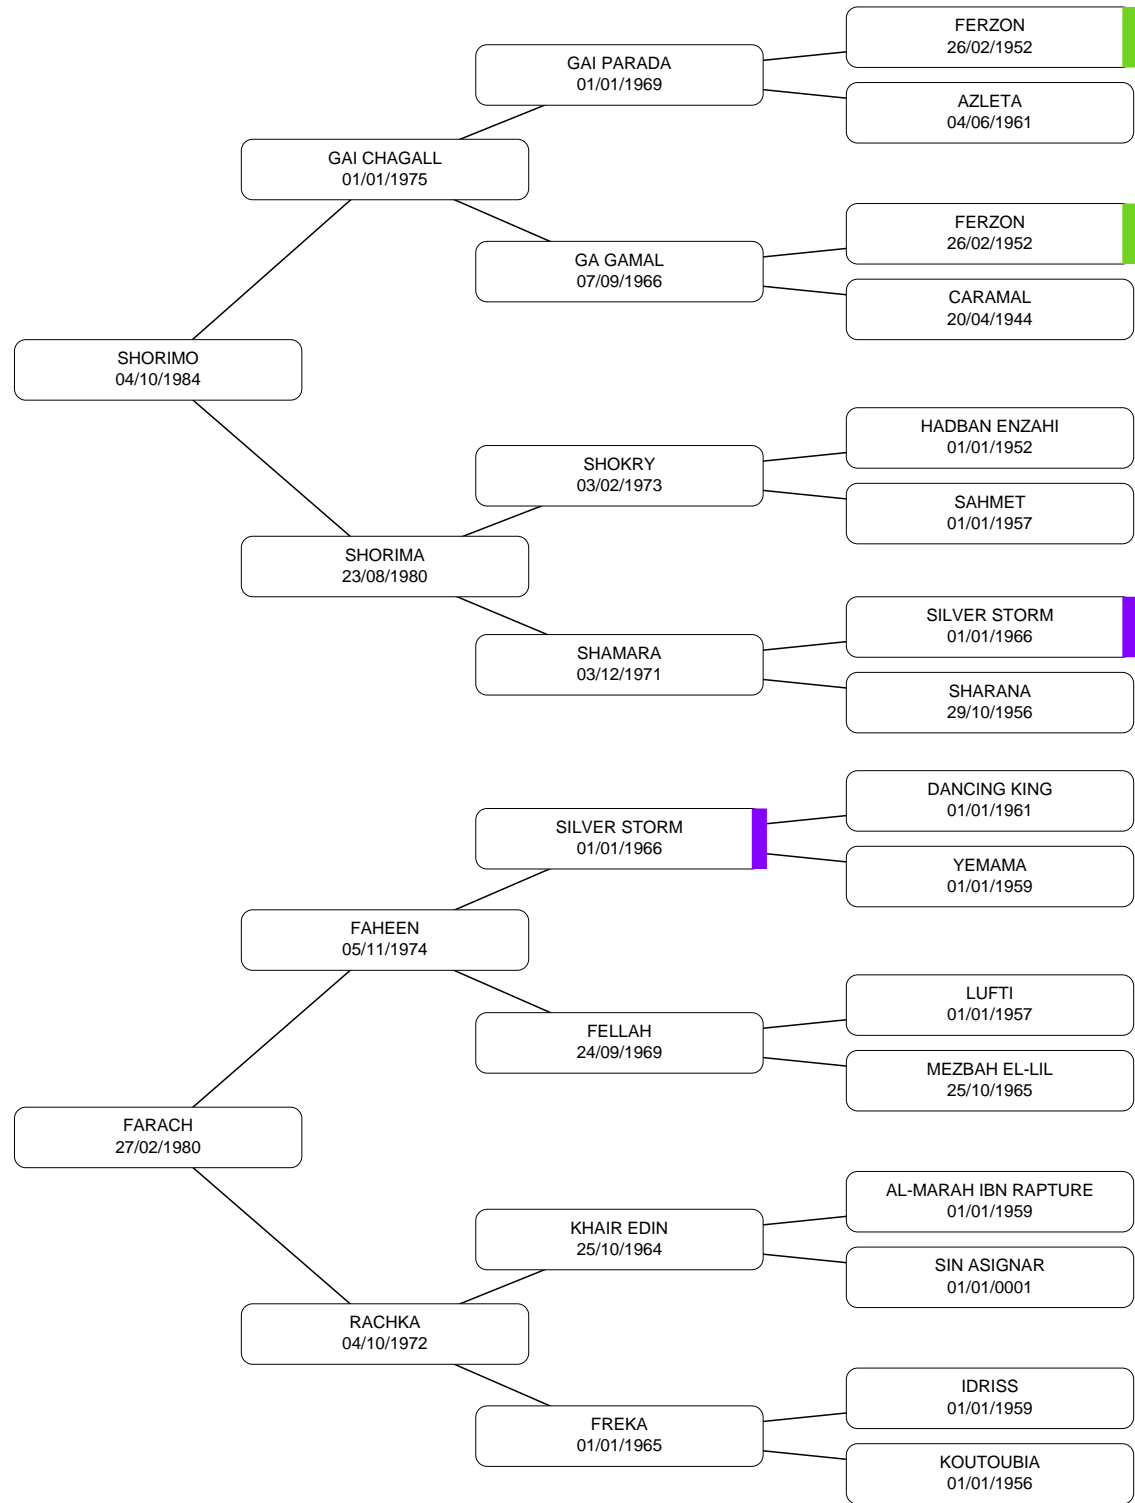 FERZON
26/02/1952
GAI PARADA
01/01/1969
AZLETA
04/06/1961
GAI CHAGALL
01/01/1975
FERZON
26/02/1952
GA GAMAL
07/09/1966
CARAMAL
20/04/1944
SHORIMO
04/10/1984
HADBAN ENZAHI
01/01/1952
SHOKRY
03/02/1973
SAHMET
01/01/1957
SHORIMA
23/08/1980
SILVER STORM
01/01/1966
SHAMARA
03/12/1971
SHARANA
29/10/1956
DANCING KING
01/01/1961
SILVER STORM
01/01/1966
YEMAMA
01/01/1959
FAHEEN
05/11/1974
LUFTI
01/01/1957
FELLAH
24/09/1969
MEZBAH EL-LIL
25/10/1965
FARACH
27/02/1980
AL-MARAH IBN RAPTURE
01/01/1959
KHAIR EDIN
25/10/1964
SIN ASIGNAR
01/01/0001
RACHKA
04/10/1972
IDRISS
01/01/1959
FREKA
01/01/1965
KOUTOUBIA
01/01/1956